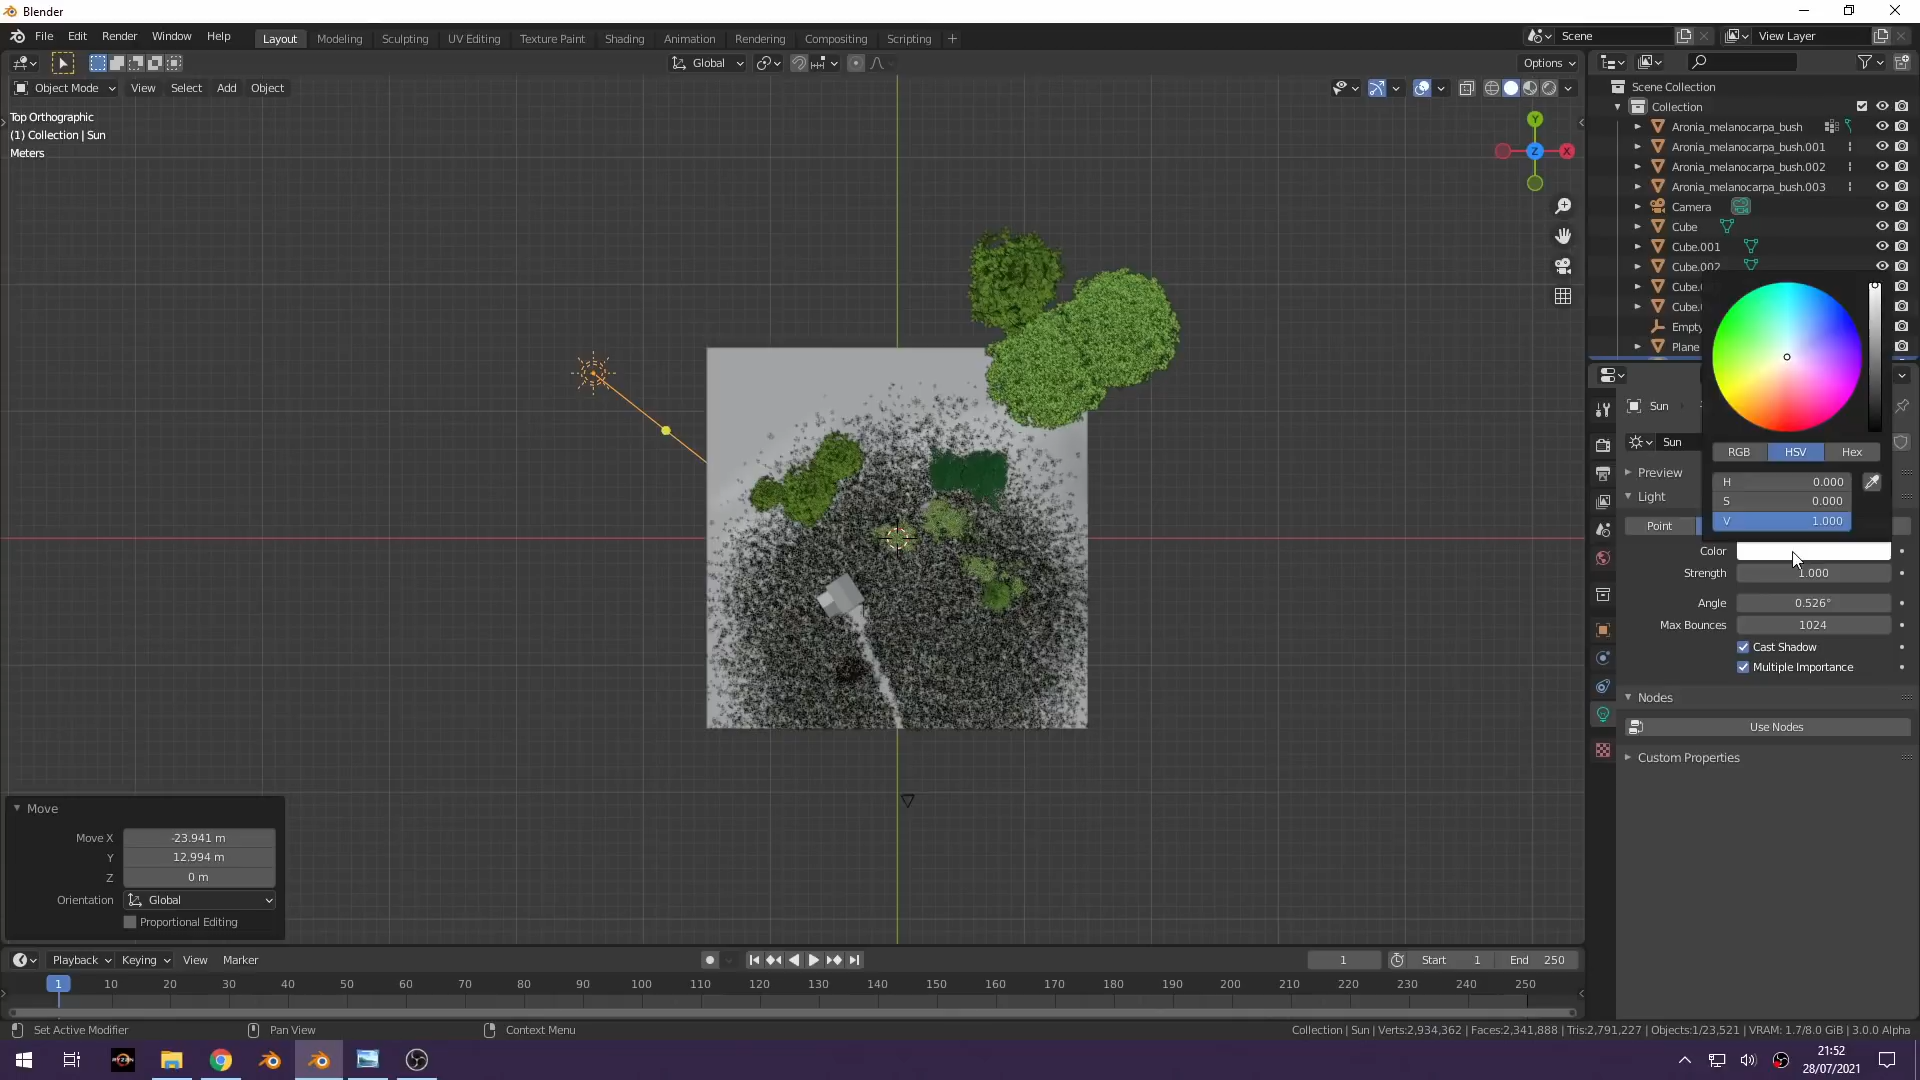 Blender
File Edit Render Window Help
Layout Modeling Sculpting UV Editing Texture Paint Shading Animation Rendering Compositing Scripting +
Scene
View Layer
Global
Options
Object Mode View Select Add Object
Top Orthographic
(1) Collection | Sun
Meters
Y
X
Z
Scene Collection
Collection
Aronia_melanocarpa_bush
Aronia_melanocarpa_bush.001
Aronia_melanocarpa_bush.002
Aronia_melanocarpa_bush.003
Camera
Cube
Cube.001
Cube.002
Empty
Plane
Sun
Sun
RGB HSV Hex
H 0.000
S 0.000
V 1.000
Preview
Light
Point
Color
Strength 1.000
Angle 0.526°
Max Bounces 1024
Cast Shadow
Multiple Importance
Nodes
Use Nodes
Custom Properties
Move
Move X -23.941 m
Y 12.994 m
Z 0 m
Orientation Global
Proportional Editing
Playback Keying View Marker
1 Start 1 End 250
1 10 20 30 40 50 60 70 80 90 100 110 120 130 140 150 160 170 180 190 200 210 220 230 240 250
Set Active Modifier Pan View Context Menu
Collection | Sun | Verts:2,934,362 | Faces:2,341,888 | Tris:2,791,227 | Objects:1/23,521 | VRAM: 1.7/8.0 GiB | 3.0.0 Alpha
RYZEN
21:52
28/07/2021